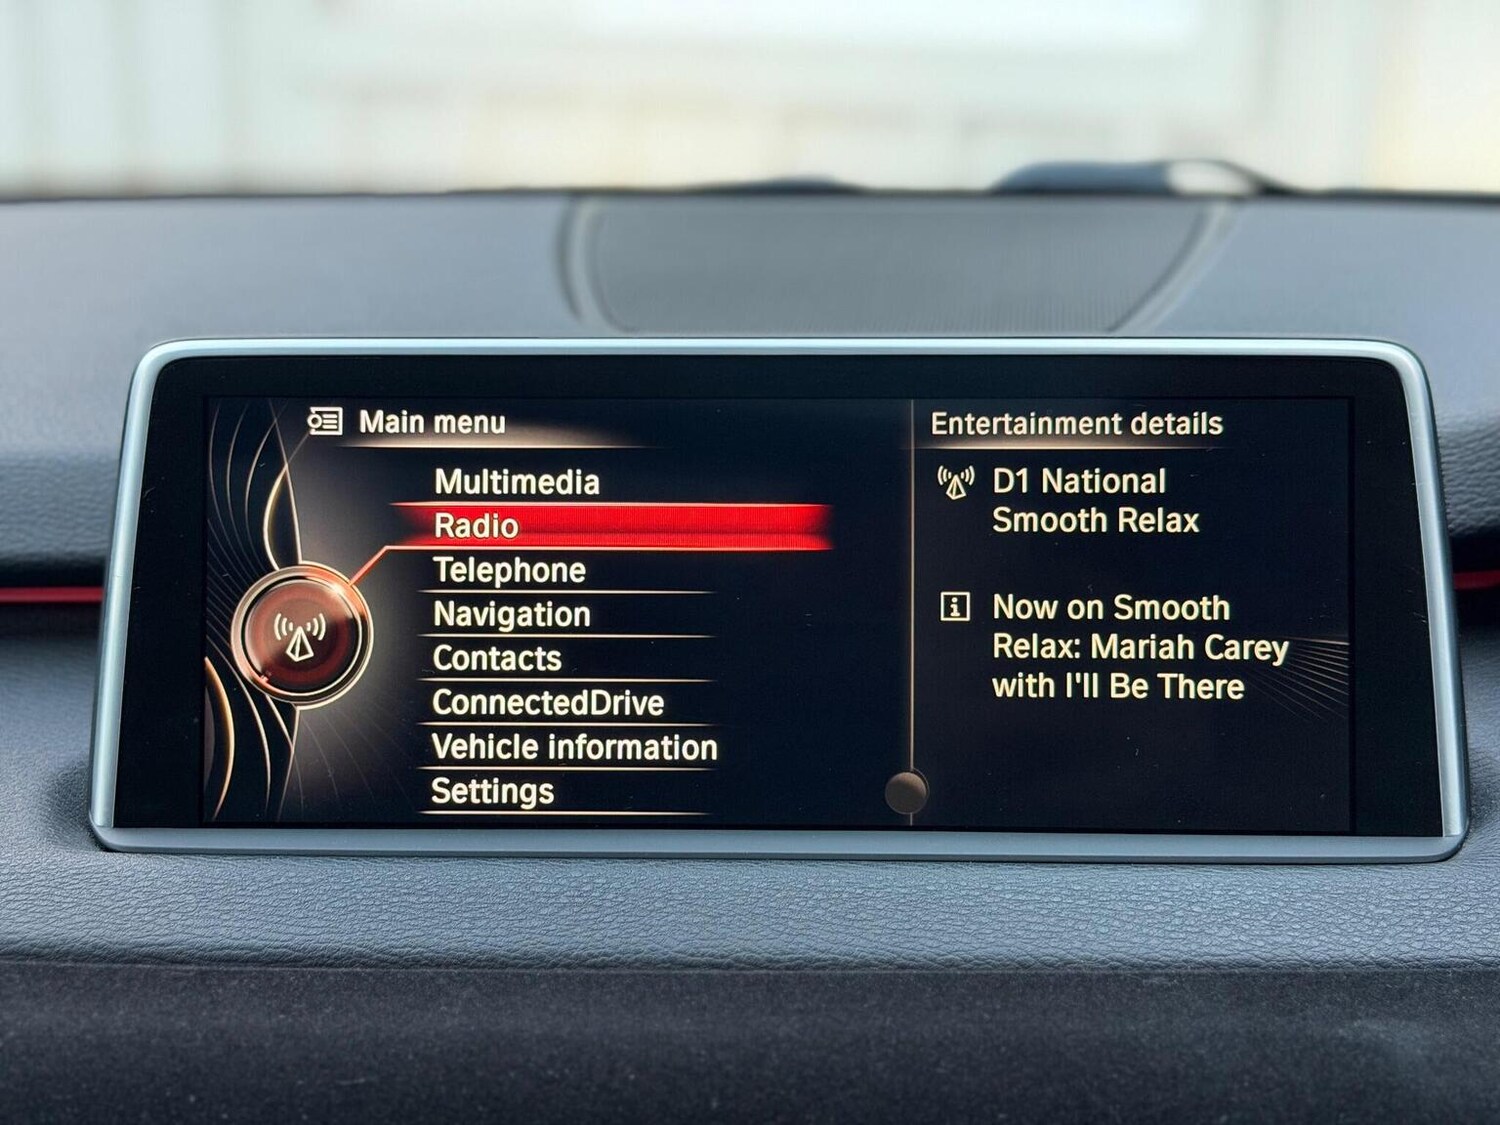 Main menu
Multimedia
Radio
Telephone
Navigation
Contacts
ConnectedDrive
Vehicle information
Settings
Entertainment details
D1 National
Smooth Relax
Now on Smooth
Relax: Mariah Carey
with I'll Be There